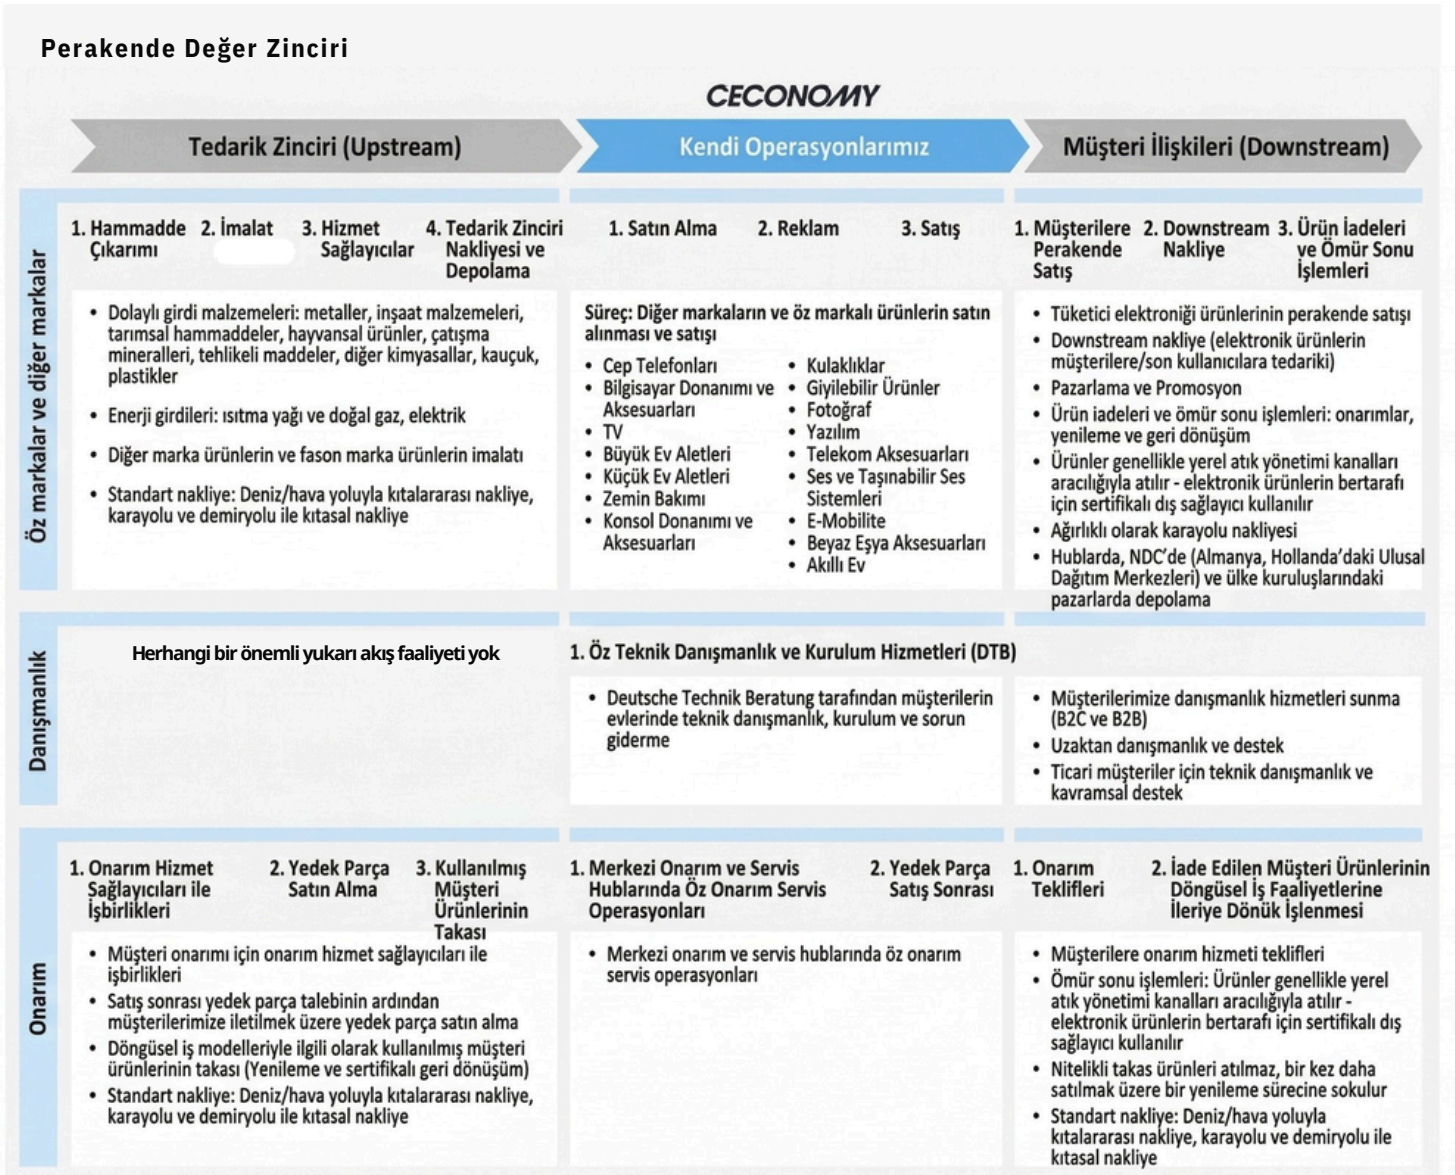 Perakende Değer Zinciri
CECONOMY
Tedarik Zinciri (Upstream)
Kendi Operasyonlarımız
Müşteri İlişkileri (Downstream)
Öz markalar ve diğer markalar
1. Hammadde
Çıkarımı
2. İmalat
3. Hizmet
Sağlayıcılar
4. Tedarik Zinciri
Nakliyesi ve
Depolama
• Dolaylı girdi malzemeleri: metaller, inşaat malzemeleri,
tarımsal hammaddeler, hayvansal ürünler, çatışma
mineralleri, tehlikeli maddeler, diğer kimyasallar, kauçuk,
plastikler
• Enerji girdileri: ısıtma yağı ve doğal gaz, elektrik
• Diğer marka ürünlerin ve fason marka ürünlerin imalatı
• Standart nakliye: Deniz/hava yoluyla kıtalararası nakliye,
karayolu ve demiryolu ile kıtasal nakliye
1. Satın Alma
2. Reklam
3. Satış
Süreç: Diğer markaların ve öz markalı ürünlerin satın
alınması ve satışı
• Cep Telefonları
• Bilgisayar Donanımı ve
Aksesuarları
• TV
• Büyük Ev Aletleri
• Küçük Ev Aletleri
• Zemin Bakımı
• Konsol Donanımı ve
Aksesuarları
• Kulaklıklar
• Giyilebilir Ürünler
• Fotoğraf
• Yazılım
• Telekom Aksesuarları
• Ses ve Taşınabilir Ses
Sistemleri
• E-Mobilite
• Beyaz Eşya Aksesuarları
• Akıllı Ev
1. Müşterilere
Perakende
Satış
2. Downstream
Nakliye
3. Ürün İadeleri
ve Ömür Sonu
İşlemleri
• Tüketici elektroniği ürünlerinin perakende satışı
• Downstream nakliye (elektronik ürünlerin
müşterilere/son kullanıcılara tedariki)
• Pazarlama ve Promosyon
• Ürün iadeleri ve ömür sonu işlemleri: onarımlar,
yenileme ve geri dönüşüm
• Ürünler genellikle yerel atık yönetimi kanalları
aracılığıyla atılır - elektronik ürünlerin bertarafı
için sertifikalı dış sağlayıcı kullanılır
• Ağırlıklı olarak karayolu nakliyesi
• Hublarda, NDC'de (Almanya, Hollanda'daki Ulusal
Dağıtım Merkezleri) ve ülke kuruluşlarındaki
pazarlarda depolama
Danışmanlık
Herhangi bir önemli yukarı akış faaliyeti yok
1. Öz Teknik Danışmanlık ve Kurulum Hizmetleri (DTB)
• Deutsche Technik Beratung tarafından müşterilerin
evlerinde teknik danışmanlık, kurulum ve sorun
giderme
• Müşterilerimize danışmanlık hizmetleri sunma
(B2C ve B2B)
• Uzaktan danışmanlık ve destek
• Ticari müşteriler için teknik danışmanlık ve
kavramsal destek
Onarım
1. Onarım Hizmet
Sağlayıcıları ile
İşbirlikleri
2. Yedek Parça
Satın Alma
3. Kullanılmış
Müşteri
Ürünlerinin
Takası
• Müşteri onarımı için onarım hizmet sağlayıcıları ile
işbirlikleri
• Satış sonrası yedek parça talebinin ardından
müşterilerimize iletilmek üzere yedek parça satın alma
• Döngüsel iş modelleriyle ilgili olarak kullanılmış müşteri
ürünlerinin takası (Yenileme ve sertifikalı geri dönüşüm)
• Standart nakliye: Deniz/hava yoluyla kıtalararası nakliye,
karayolu ve demiryolu ile kıtasal nakliye
1. Merkezi Onarım ve Servis
Hublarında Öz Onarım Servis
Operasyonları
2. Yedek Parça
Satış Sonrası
• Merkezi onarım ve servis hublarında öz onarım
servis operasyonları
1. Onarım
Teklifleri
2. İade Edilen Müşteri Ürünlerinin
Döngüsel İş Faaliyetlerine
İleriye Dönük İşlenmesi
• Müşterilere onarım hizmeti teklifleri
• Ömür sonu işlemleri: Ürünler genellikle yerel
atık yönetimi kanalları aracılığıyla atılır -
elektronik ürünlerin bertarafı için sertifikalı dış
sağlayıcı kullanılır
• Nitelikli takas ürünleri atılmaz, bir kez daha
satılmak üzere bir yenileme sürecine sokulur
• Standart nakliye: Deniz/hava yoluyla
kıtalararası nakliye, karayolu ve demiryolu ile
kıtasal nakliye